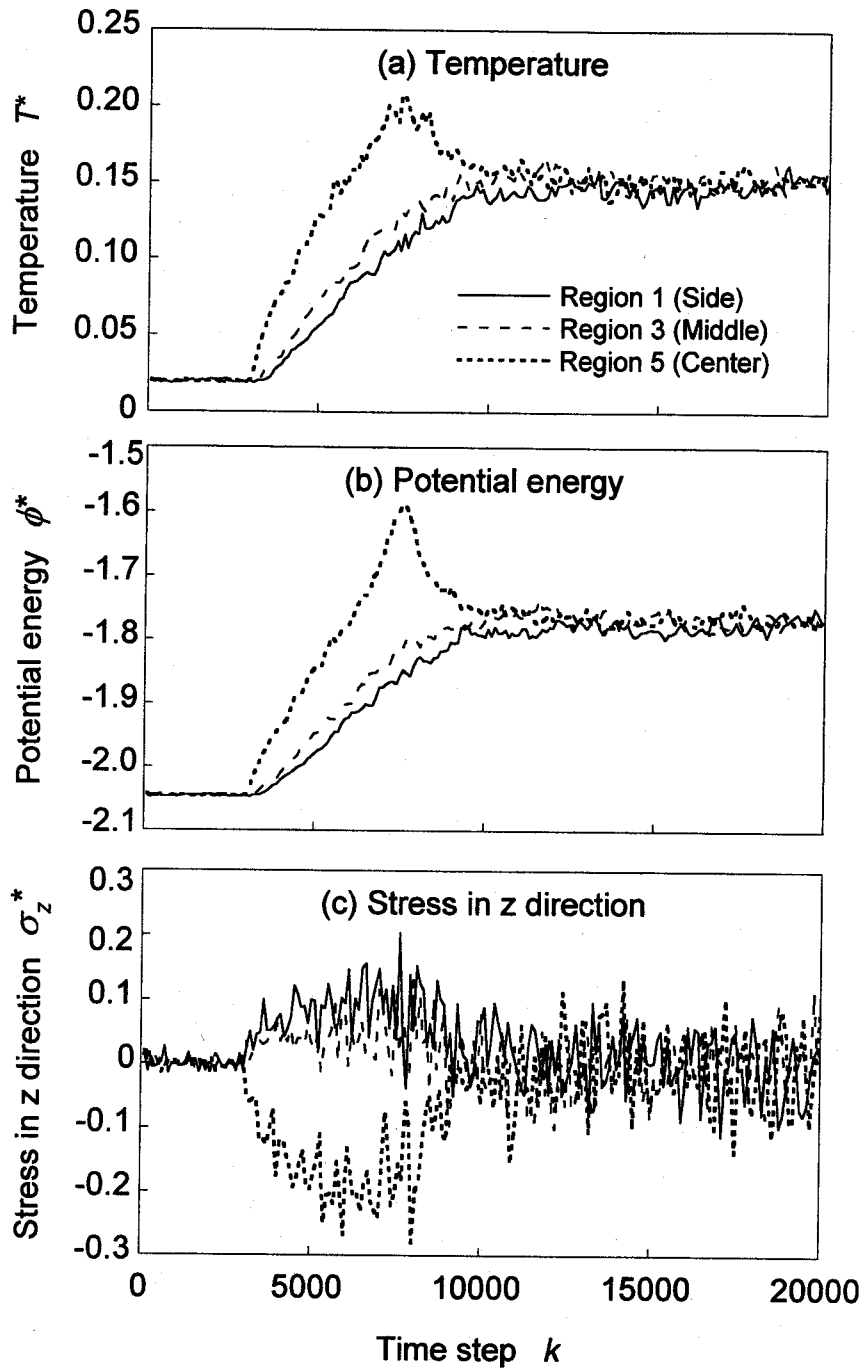 (a) Temperature
Temperature T*
0.25
0.20
0.15
0.10
0.05
0
Region 1 (Side)
Region 3 (Middle)
Region 5 (Center)
(b) Potential energy
Potential energy ϕ*
-1.5
-1.6
-1.7
-1.8
-1.9
-2.0
-2.1
(c) Stress in z direction
Stress in z direction σz*
0.3
0.2
0.1
0
-0.1
-0.2
-0.3
0 5000 10000 15000 20000
Time step k